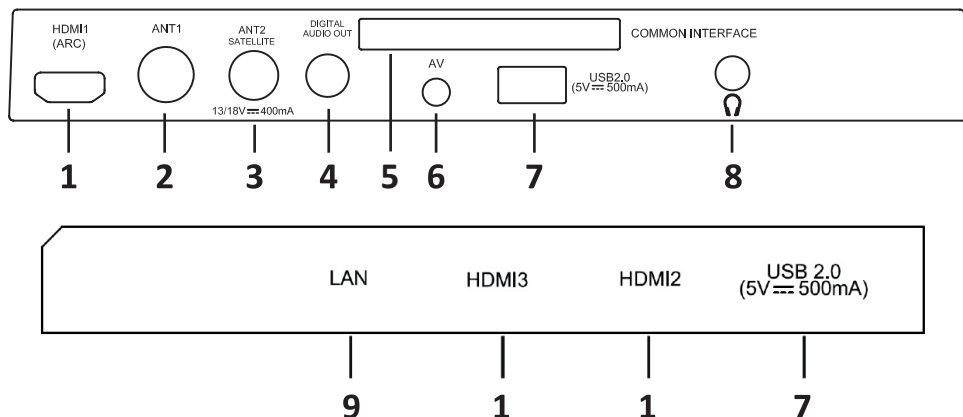 HDMI1
(ARC)
ANT1
ANT2
SATELLITE
13/18V⎓400mA
DIGITAL
AUDIO OUT
COMMON INTERFACE
AV
USB2.0
(5V⎓500mA)
1 2 3 4 5 6 7 8
LAN
HDMI3
HDMI2
USB 2.0
(5V⎓500mA)
9 1 1 7